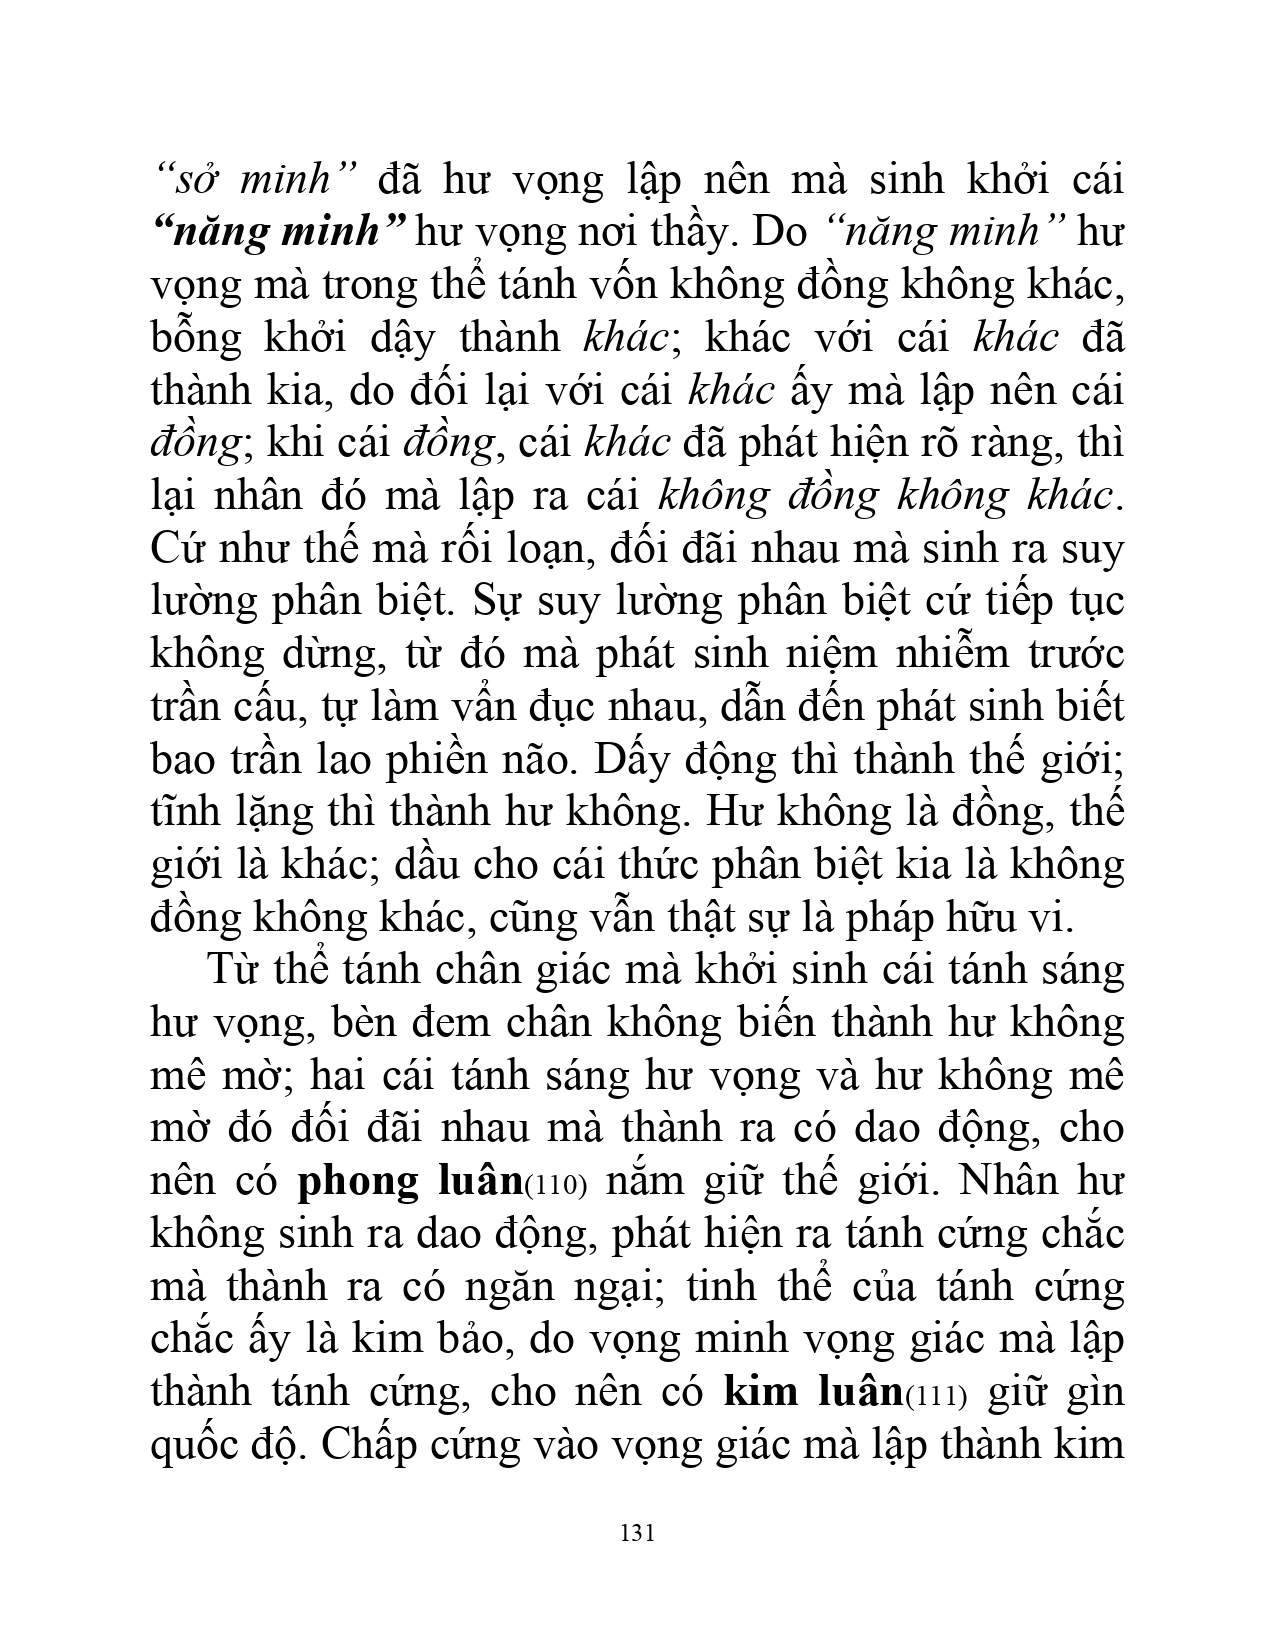 “sở minh” đã hư vọng lập nên mà sinh khởi cái
“năng minh” hư vọng nơi thầy. Do “năng minh” hư
vọng mà trong thể tánh vốn không đồng không khác,
bỗng khởi dậy thành khác; khác với cái khác đã
thành kia, do đối lại với cái khác ấy mà lập nên cái
đồng; khi cái đồng, cái khác đã phát hiện rõ ràng, thì
lại nhân đó mà lập ra cái không đồng không khác.
Cứ như thế mà rối loạn, đối đãi nhau mà sinh ra suy
lường phân biệt. Sự suy lường phân biệt cứ tiếp tục
không dừng, từ đó mà phát sinh niệm nhiễm trước
trần cấu, tự làm vẩn đục nhau, dẫn đến phát sinh biết
bao trần lao phiền não. Dấy động thì thành thế giới;
tĩnh lặng thì thành hư không. Hư không là đồng, thế
giới là khác; dầu cho cái thức phân biệt kia là không
đồng không khác, cũng vẫn thật sự là pháp hữu vi.
Từ thể tánh chân giác mà khởi sinh cái tánh sáng
hư vọng, bèn đem chân không biến thành hư không
mê mờ; hai cái tánh sáng hư vọng và hư không mê
mờ đó đối đãi nhau mà thành ra có dao động, cho
nên có phong luân(110) nắm giữ thế giới. Nhân hư
không sinh ra dao động, phát hiện ra tánh cứng chắc
mà thành ra có ngăn ngại; tinh thể của tánh cứng
chắc ấy là kim bảo, do vọng minh vọng giác mà lập
thành tánh cứng, cho nên có kim luân(111) giữ gìn
quốc độ. Chấp cứng vào vọng giác mà lập thành kim
131